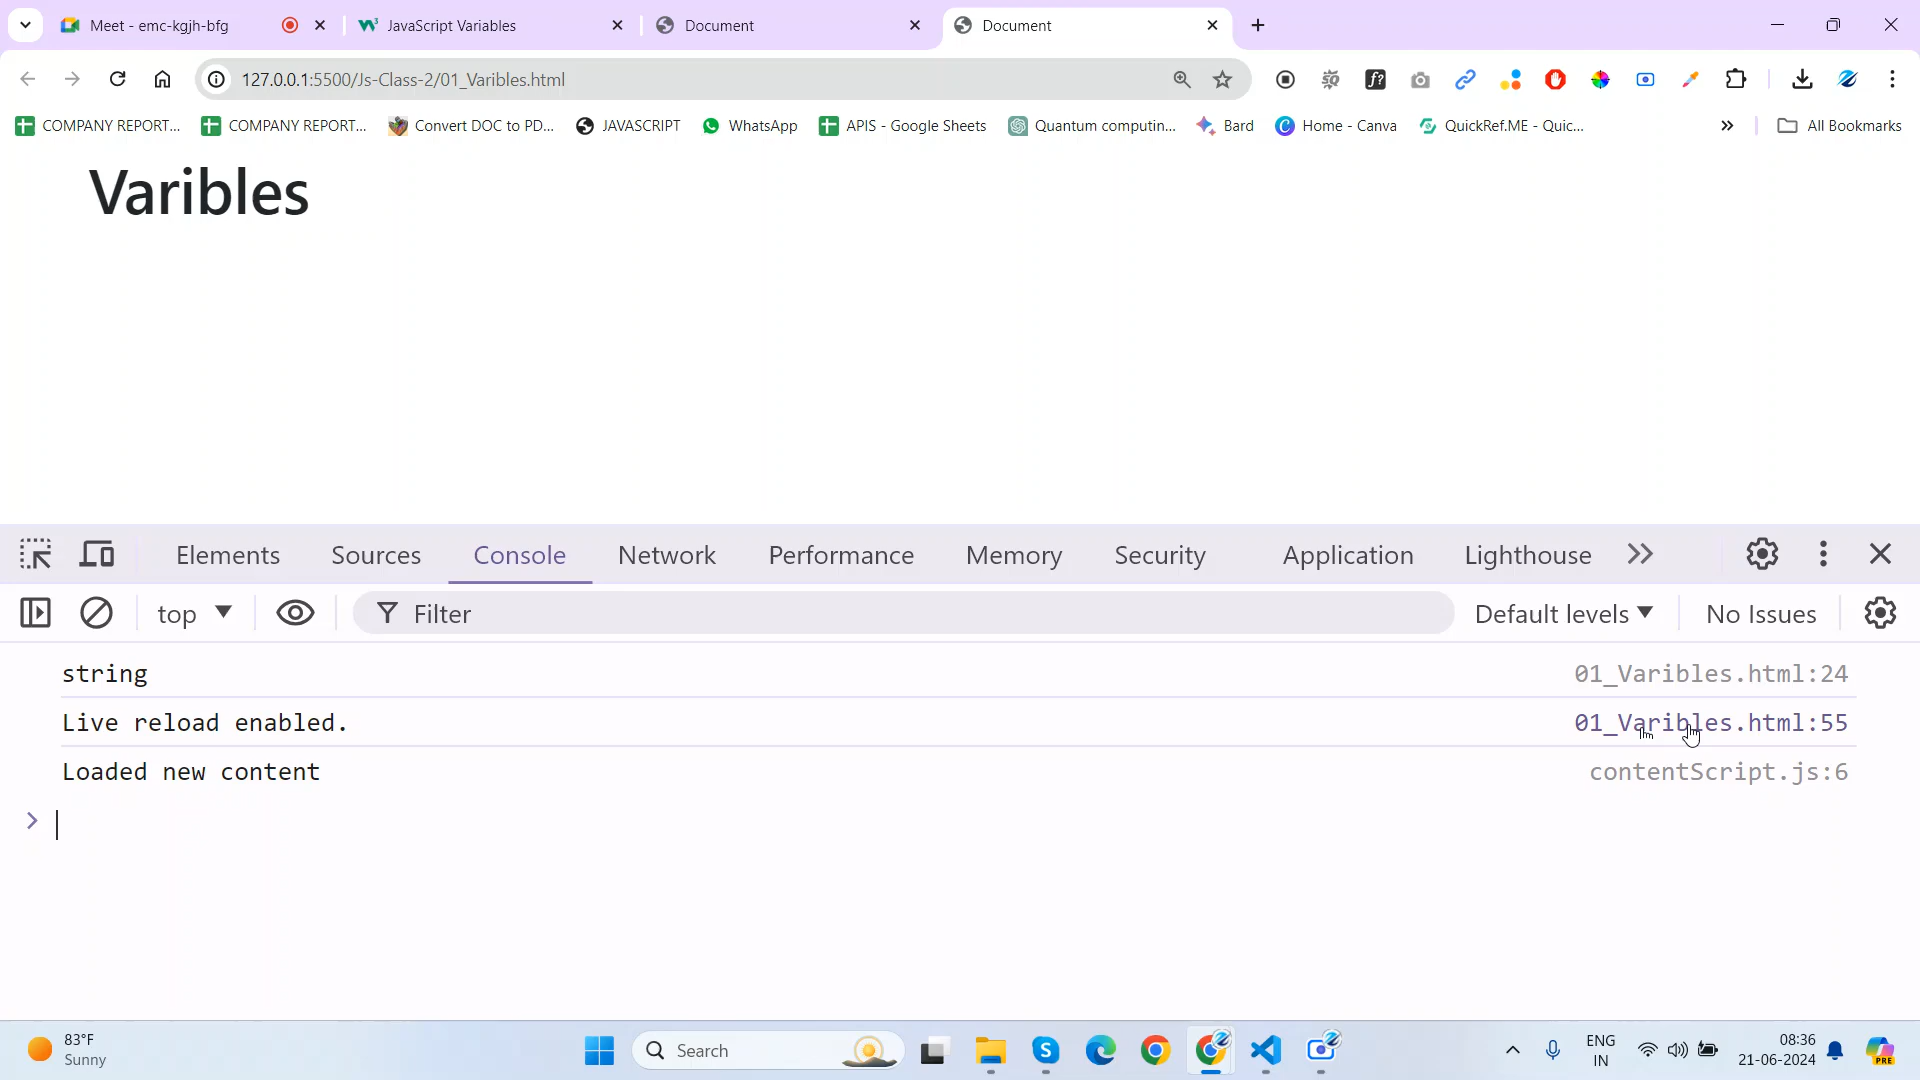 Meet - emc-kgjh-bfg
JavaScript Variables
Document
Document
127.0.0.1:5500/Js-Class-2/01_Varibles.html
COMPANY REPORT...
COMPANY REPORT...
Convert DOC to PD...
JAVASCRIPT
WhatsApp
APIS - Google Sheets
Quantum computin...
Bard
Home - Canva
QuickRef.ME - Quic...
All Bookmarks
Varibles
Elements
Sources
Console
Network
Performance
Memory
Security
Application
Lighthouse
top
Filter
Default levels
No Issues
string 01_Varibles.html:24
Live reload enabled. 01_Varibles.html:55
Loaded new content contentScript.js:6
83°F
Sunny
Search
ENG
IN
08:36
21-06-2024
PRE